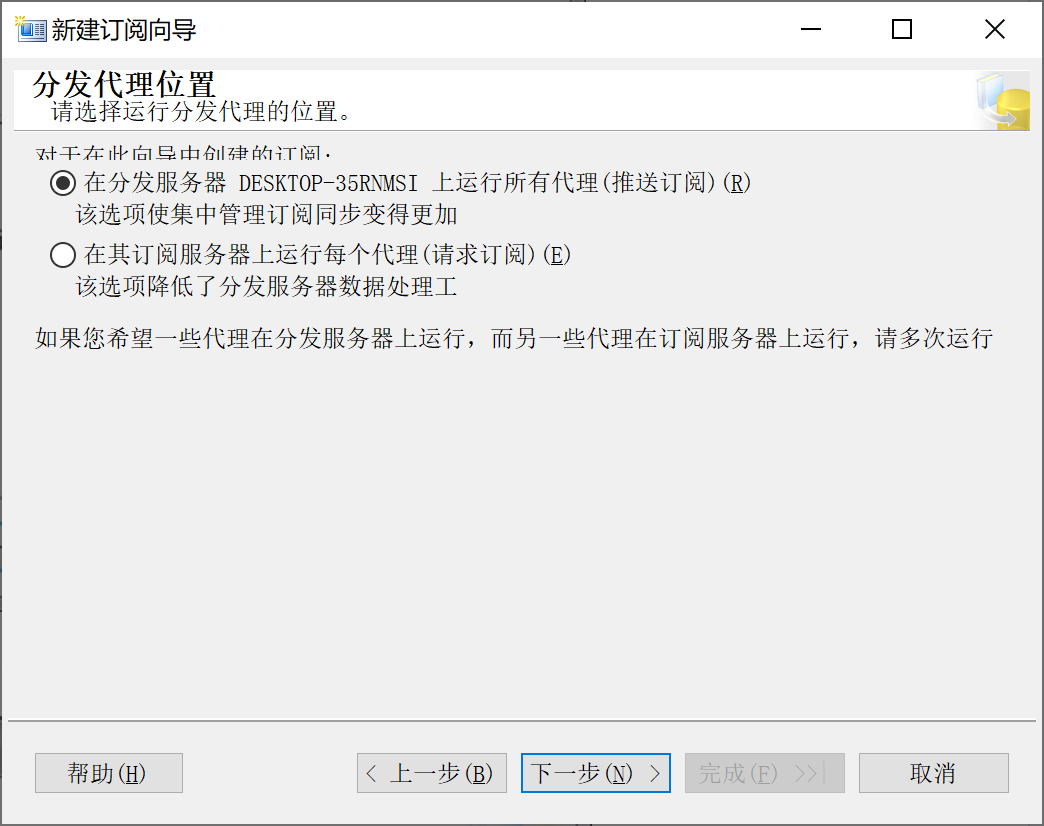 新建订阅向导
分发代理位置
请选择运行分发代理的位置。
对于在此向导中创建的订阅:
在分发服务器 DESKTOP-35RNMSI 上运行所有代理(推送订阅)(R)
该选项使集中管理订阅同步变得更加
在其订阅服务器上运行每个代理(请求订阅)(E)
该选项降低了分发服务器数据处理工
如果您希望一些代理在分发服务器上运行，而另一些代理在订阅服务器上运行，请多次运行
帮助(H)
< 上一步(B)
下一步(N) >
完成(F) >>|
取消